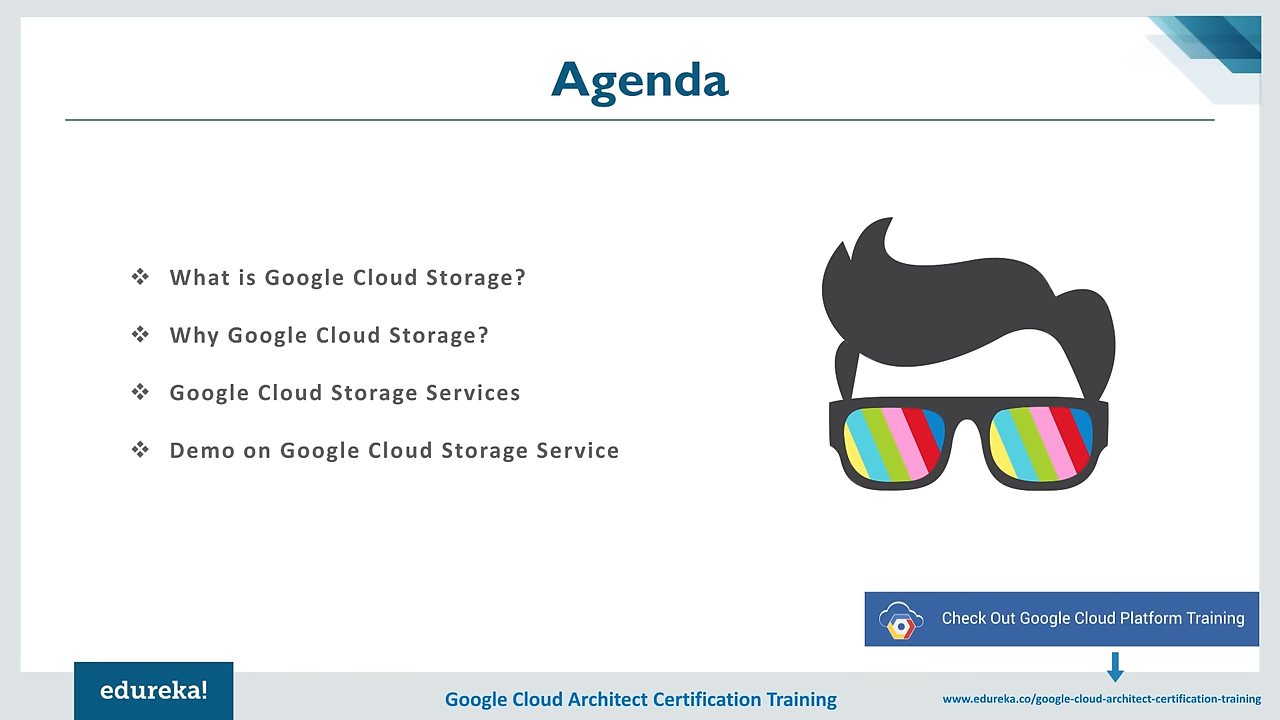 Agenda
What is Google Cloud Storage?
Why Google Cloud Storage?
Google Cloud Storage Services
Demo on Google Cloud Storage Service
Check Out Google Cloud Platform Training
edureka!
Google Cloud Architect Certification Training
www.edureka.co/google-cloud-architect-certification-training